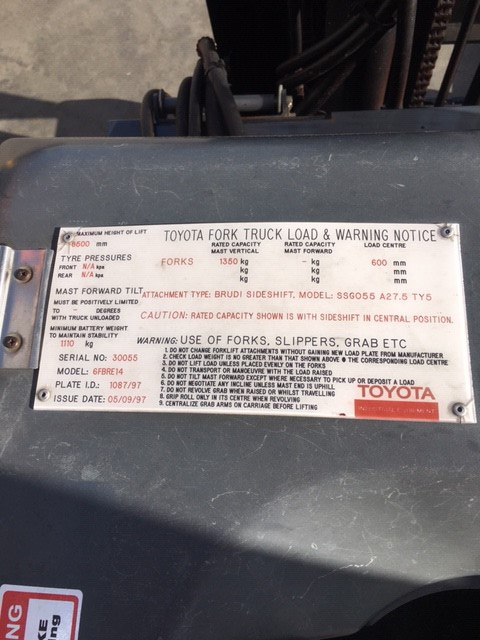 MAXIMUM HEIGHT OF LIFT
6500 mm
TYRE PRESSURES
FRONT N/A kpa
REAR N/A kpa
MAST FORWARD TILT
MUST BE POSITIVELY LIMITED
TO - DEGREES
WITH TRUCK UNLOADED
MINIMUM BATTERY WEIGHT
TO MAINTAIN STABILITY
1110 kg
SERIAL NO: 30055
MODEL: 6FBRE14
PLATE I.D.: 1087/97
ISSUE DATE: 05/09/97
TOYOTA FORK TRUCK LOAD & WARNING NOTICE
RATED CAPACITY MAST VERTICAL RATED CAPACITY MAST FORWARD LOAD CENTRE
FORKS 1350 kg - kg 600 mm
kg kg mm
kg kg mm
ATTACHMENT TYPE: BRUDI SIDESHIFT, MODEL: SSG055 A27.5 TY5
CAUTION: RATED CAPACITY SHOWN IS WITH SIDESHIFT IN CENTRAL POSITION.
WARNING: USE OF FORKS, SLIPPERS, GRAB ETC
1. DO NOT CHANGE FORKLIFT ATTACHMENTS WITHOUT GAINING NEW LOAD PLATE FROM MANUFACTURER
2. CHECK LOAD WEIGHT IS NO GREATER THAN THAT SHOWN ABOVE @ THE CORRESPONDING LOAD CENTRE
3. DO NOT LIFT LOAD UNLESS PLACED EVENLY ON THE FORKS
4. DO NOT TRANSPORT OR MANOEUVRE WITH THE LOAD RAISED
5. DO NOT TILT MAST FORWARD EXCEPT WHERE NECESSARY TO PICK UP OR DEPOSIT A LOAD
6. DO NOT NEGOTIATE ANY INCLINE UNLESS MAST END IS UPHILL
7. DO NOT REVOLVE GRAB WHEN RAISED OR WHILST TRAVELLING
8. GRIP ROLL ONLY IN ITS CENTRE WHEN REVOLVING
9. CENTRALIZE GRAB ARMS ON CARRIAGE BEFORE LIFTING
TOYOTA
INDUSTRIAL EQUIPMENT
NG
KE
ng